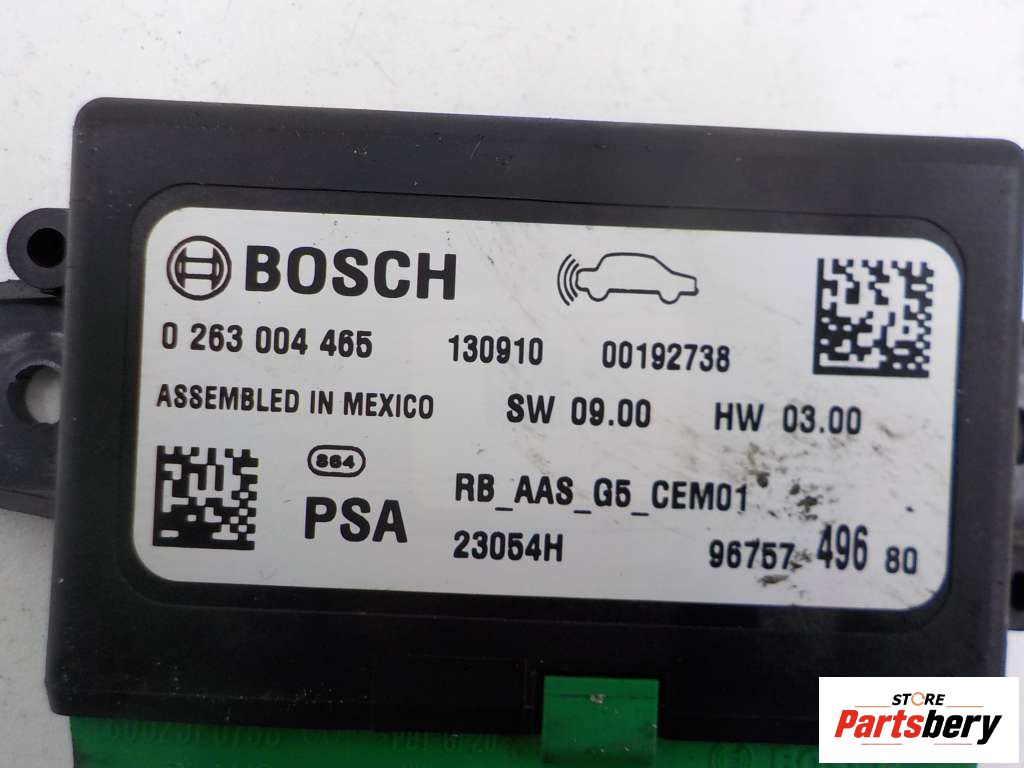 BOSCH
0 263 004 465 130910 00192738
ASSEMBLED IN MEXICO SW 09.00 HW 03.00
S64
PSA
RB_AAS_G5_CEM01
23054H 96757 496 80
STORE
Partsbery